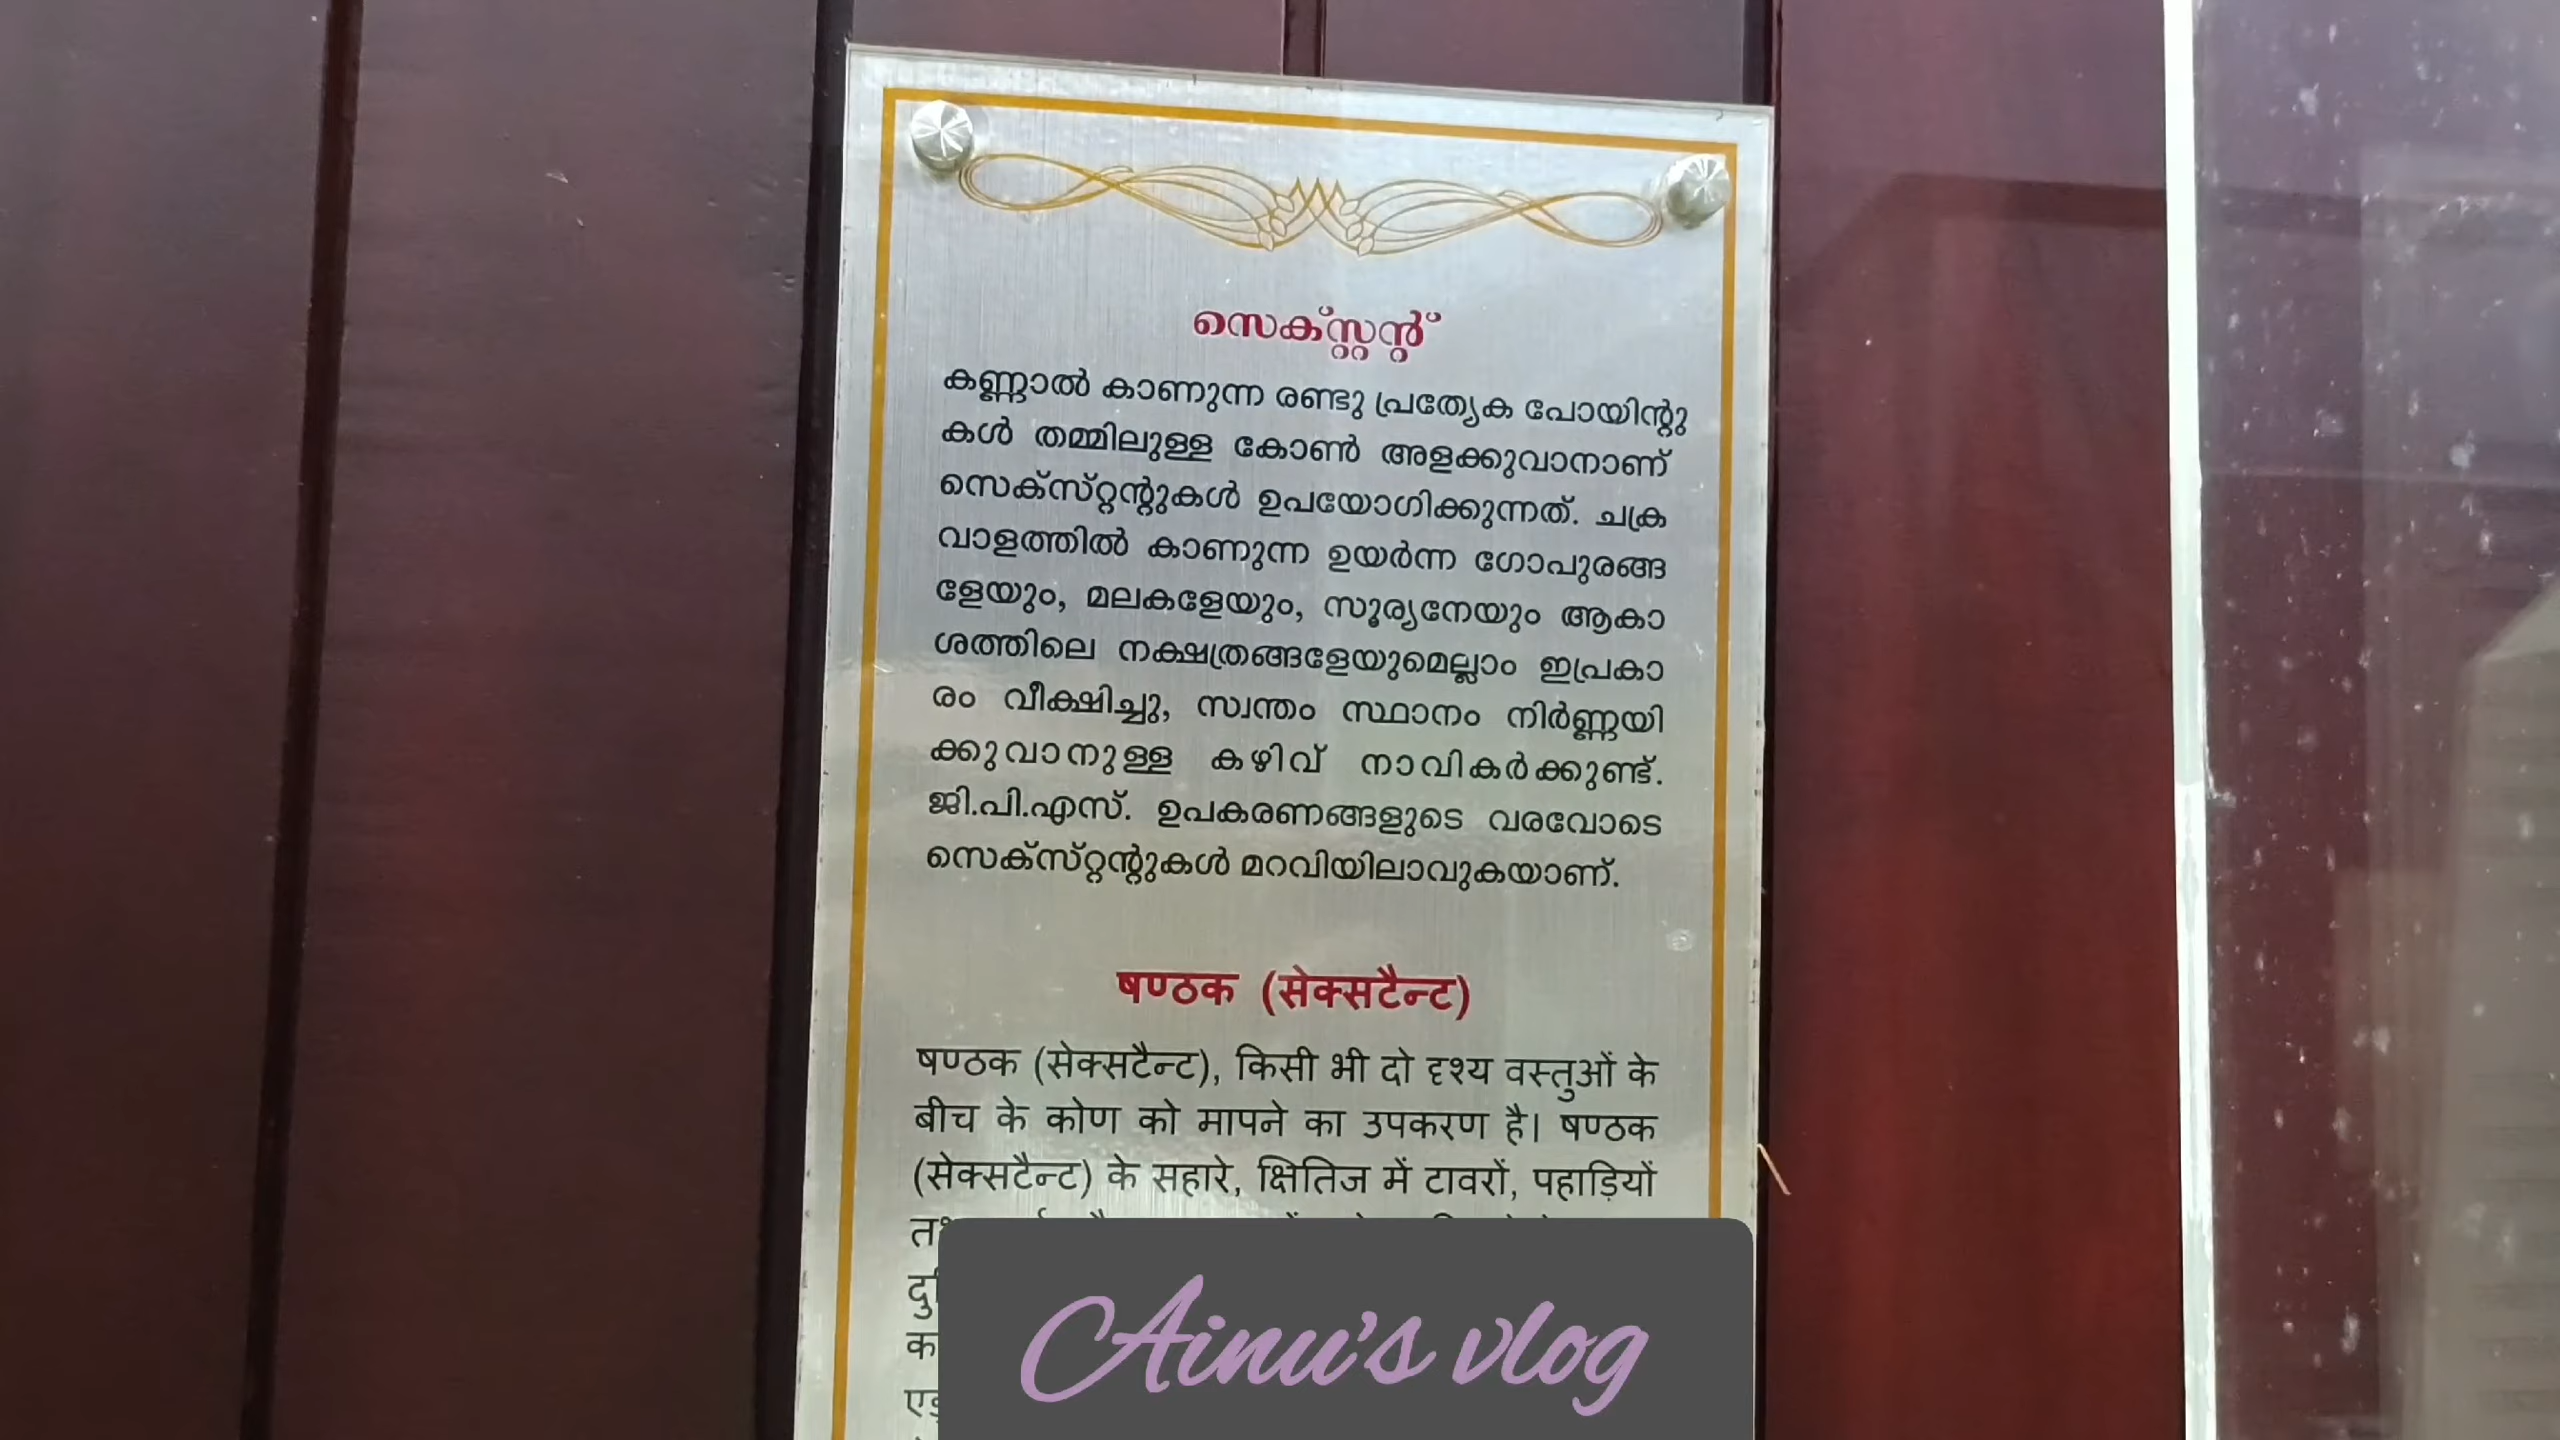 സെക്സ്റ്റന്റ്
കണ്ണാൽ കാണുന്ന രണ്ടു പ്രത്യേക പോയിന്റു
കൾ തമ്മിലുള്ള കോൺ അളക്കുവാനാണ്
സെക്സ്റ്റന്റുകൾ ഉപയോഗിക്കുന്നത്. ചക്ര
വാളത്തിൽ കാണുന്ന ഉയർന്ന ഗോപുരങ്ങ
ളേയും, മലകളേയും, സൂര്യനേയും ആകാ
ശത്തിലെ നക്ഷത്രങ്ങളേയുമെല്ലാം ഇപ്രകാ
രം വീക്ഷിച്ചു, സ്വന്തം സ്ഥാനം നിർണ്ണയി
ക്കുവാനുള്ള കഴിവ് നാവികർക്കുണ്ട്.
ജി.പി.എസ്. ഉപകരണങ്ങളുടെ വരവോടെ
സെക്സ്റ്റന്റുകൾ മറവിയിലാവുകയാണ്.
षण्ठक (सेक्सटैन्ट)
षण्ठक (सेक्सटैन्ट), किसी भी दो दृश्य वस्तुओं के
बीच के कोण को मापने का उपकरण है। षण्ठक
(सेक्सटैन्ट) के सहारे, क्षितिज में टावरों, पहाड़ियों
Ainu's vlog